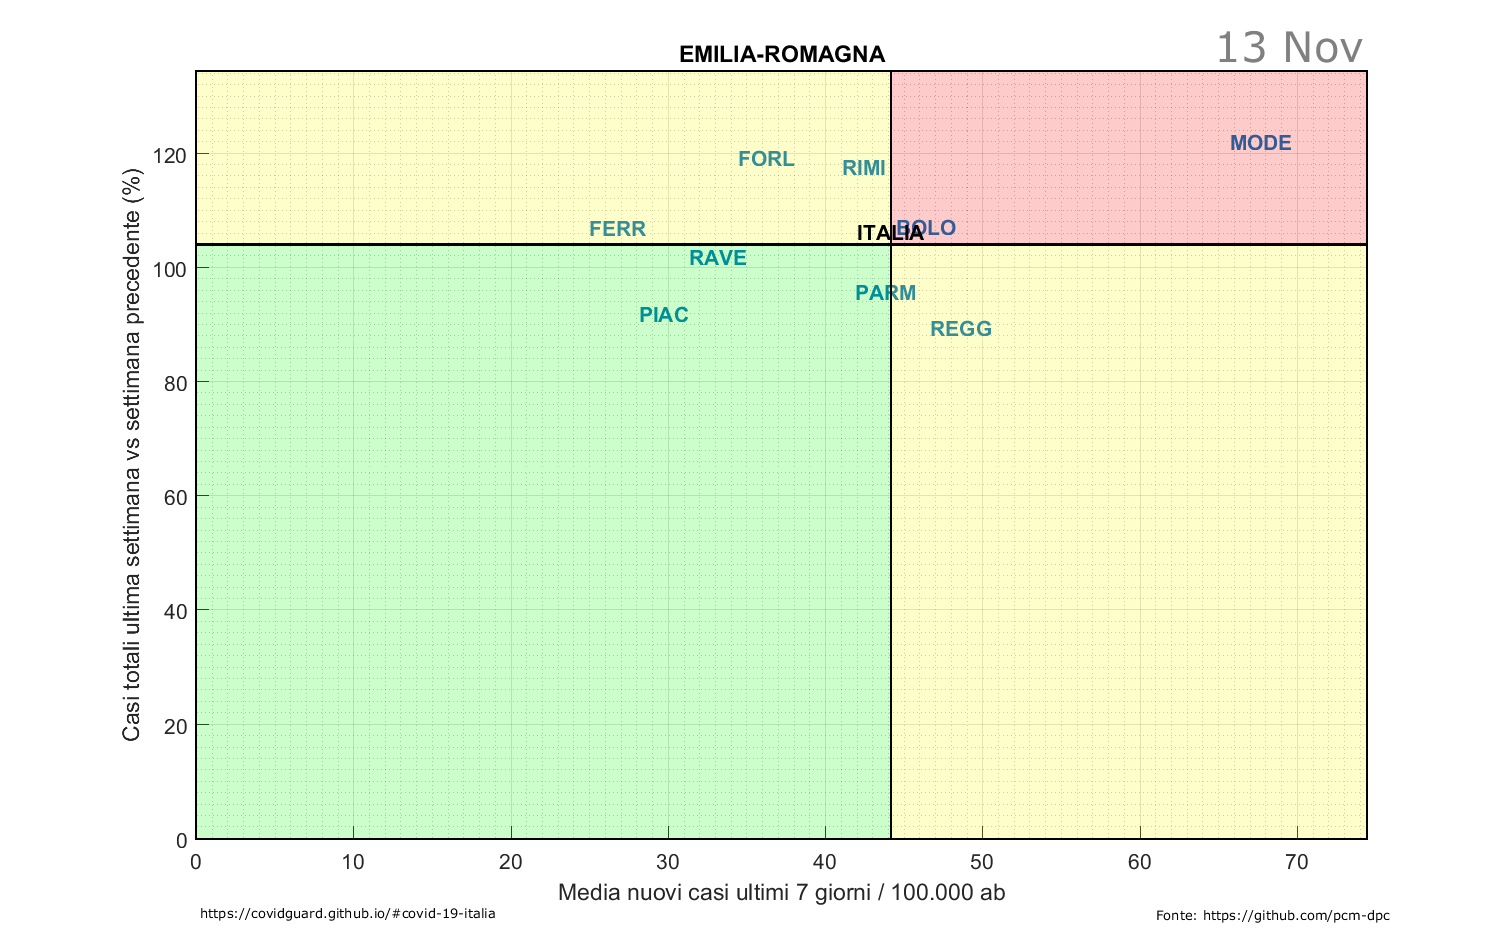 EMILIA-ROMAGNA
13 Nov
Casi totali ultima settimana vs settimana precedente (%)
120
100
80
60
40
20
0
MODE
FORL
RIMI
FERR
BOLO
ITALIA
RAVE
PARM
PIAC
REGG
0 10 20 30 40 50 60 70
Media nuovi casi ultimi 7 giorni / 100.000 ab
https://covidguard.github.io/#covid-19-italia
Fonte: https://github.com/pcm-dpc